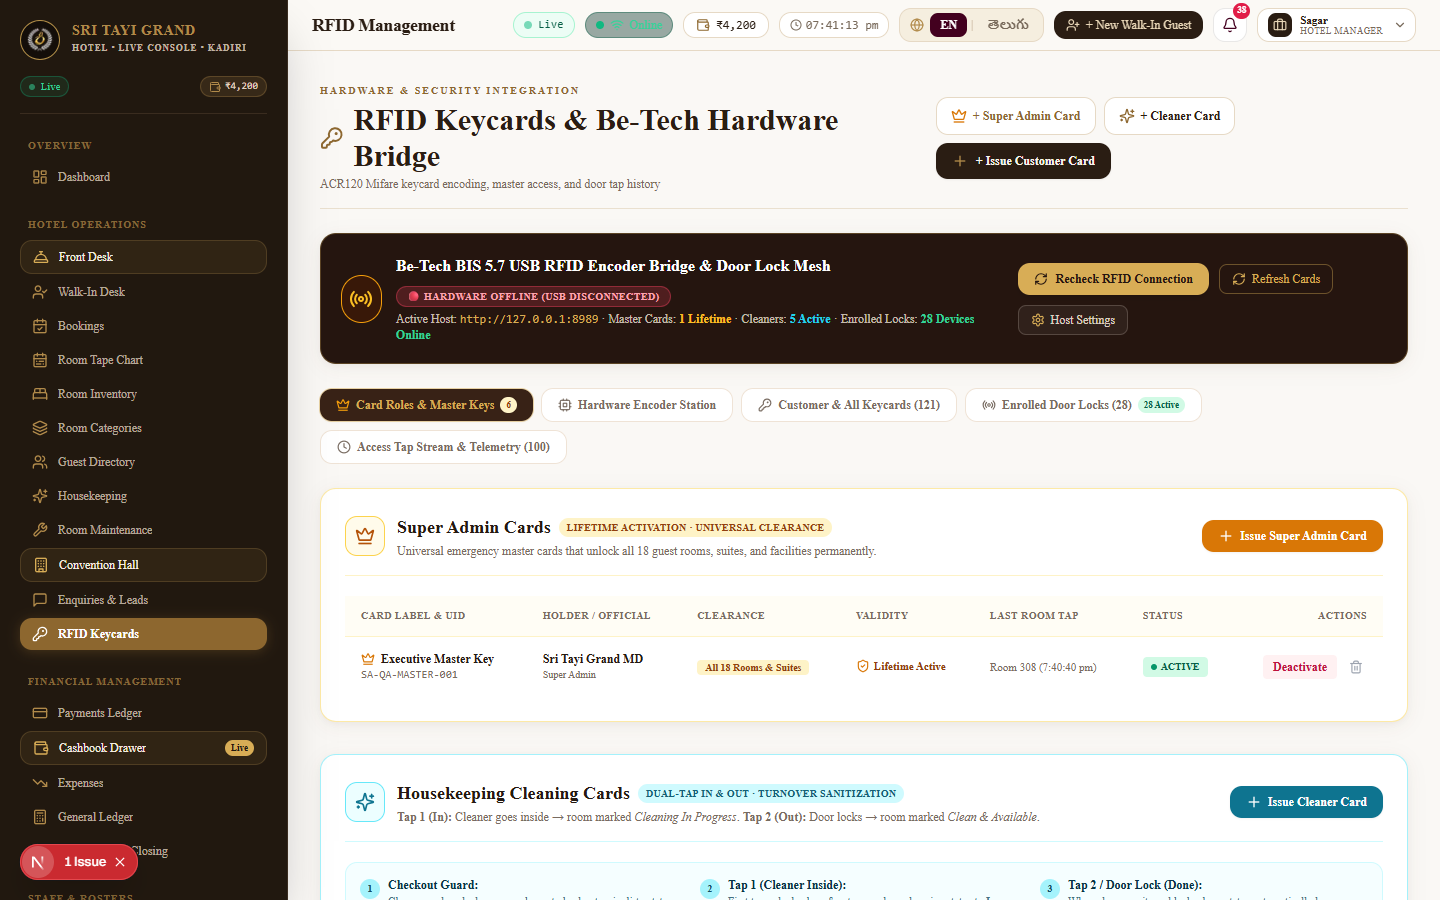 SRI TAYI GRAND
HOTEL • LIVE CONSOLE • KADIRI
Live
₹4,200
OVERVIEW
Dashboard
HOTEL OPERATIONS
Front Desk
Walk-In Desk
Bookings
Room Tape Chart
Room Inventory
Room Categories
Guest Directory
Housekeeping
Room Maintenance
Convention Hall
Enquiries & Leads
RFID Keycards
FINANCIAL MANAGEMENT
Payments Ledger
Cashbook Drawer Live
Expenses
General Ledger
Closing
N 1 Issue
STAFF & ROSTERS
RFID Management
Live
Online
₹4,200
07:41:13 pm
EN
తెలుగు
+ New Walk-In Guest
38
Sagar
HOTEL MANAGER
HARDWARE & SECURITY INTEGRATION
RFID Keycards & Be-Tech Hardware
Bridge
ACR120 Mifare keycard encoding, master access, and door tap history
+ Super Admin Card
+ Cleaner Card
+ Issue Customer Card
Be-Tech BIS 5.7 USB RFID Encoder Bridge & Door Lock Mesh
HARDWARE OFFLINE (USB DISCONNECTED)
Active Host: http://127.0.0.1:8989 · Master Cards: 1 Lifetime · Cleaners: 5 Active · Enrolled Locks: 28 Devices
Online
Recheck RFID Connection
Refresh Cards
Host Settings
Card Roles & Master Keys 6
Hardware Encoder Station
Customer & All Keycards (121)
Enrolled Door Locks (28) 28 Active
Access Tap Stream & Telemetry (100)
Super Admin Cards LIFETIME ACTIVATION · UNIVERSAL CLEARANCE
Universal emergency master cards that unlock all 18 guest rooms, suites, and facilities permanently.
Issue Super Admin Card
CARD LABEL & UID HOLDER / OFFICIAL CLEARANCE VALIDITY LAST ROOM TAP STATUS ACTIONS
Executive Master Key
SA-QA-MASTER-001
Sri Tayi Grand MD
Super Admin
All 18 Rooms & Suites
Lifetime Active
Room 308 (7:40:40 pm)
ACTIVE
Deactivate
Housekeeping Cleaning Cards DUAL-TAP IN & OUT · TURNOVER SANITIZATION
Tap 1 (In): Cleaner goes inside → room marked Cleaning In Progress. Tap 2 (Out): Door locks → room marked Clean & Available.
Issue Cleaner Card
1 Checkout Guard:
2 Tap 1 (Cleaner Inside):
3 Tap 2 / Door Lock (Done):